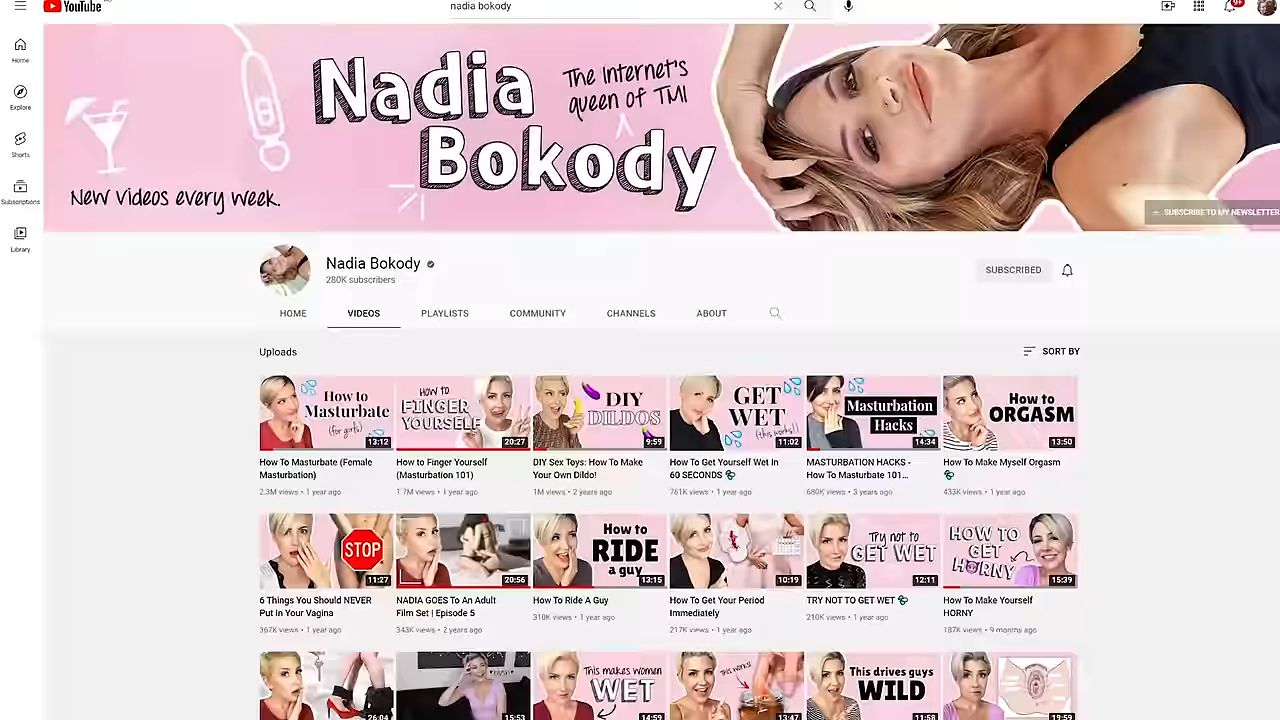 YouTube
nadia bokody
9+
Home
Explore
Shorts
Subscriptions
Library
Nadia
Bokody
The Internet's
queen of TMI
New videos every week.
SUBSCRIBE TO MY NEWSLETTER
Nadia Bokody
280K subscribers
SUBSCRIBED
HOME VIDEOS PLAYLISTS COMMUNITY CHANNELS ABOUT
Uploads
SORT BY
How to
Masturbate
(for girls)
13:12
How To Masturbate (Female
Masturbation)
2.3M views • 1 year ago
HOW TO
FINGER
YOURSELF
20:27
How to Finger Yourself
(Masturbation 101)
1.7M views • 1 year ago
DIY
DILDOS
9:59
DIY Sex Toys: How To Make
Your Own Dildo!
1M views • 2 years ago
GET
WET
(this works!)
11:02
How To Get Yourself Wet In
60 SECONDS
761K views • 1 year ago
Masturbation
Hacks
14:34
MASTURBATION HACKS -
How To Masturbate 101...
680K views • 3 years ago
How to
ORGASM
13:50
How To Make Myself Orgasm
433K views • 1 year ago
STOP
11:27
6 Things You Should NEVER
Put in Your Vagina
367K views • 1 year ago
20:56
NADIA GOES To An Adult
Film Set | Episode 5
343K views • 2 years ago
How to
RIDE
a guy
13:15
How To Ride A Guy
310K views • 1 year ago
10:19
How To Get Your Period
Immediately
217K views • 1 year ago
Try not to
GET WET
12:11
TRY NOT TO GET WET
210K views • 1 year ago
HOW TO
GET
HORNY
15:39
How To Make Yourself
HORNY
187K views • 9 months ago
26:04
15:53
This makes women
WET
14:59
This works!
13:47
This drives guys
WILD
11:58
19:59